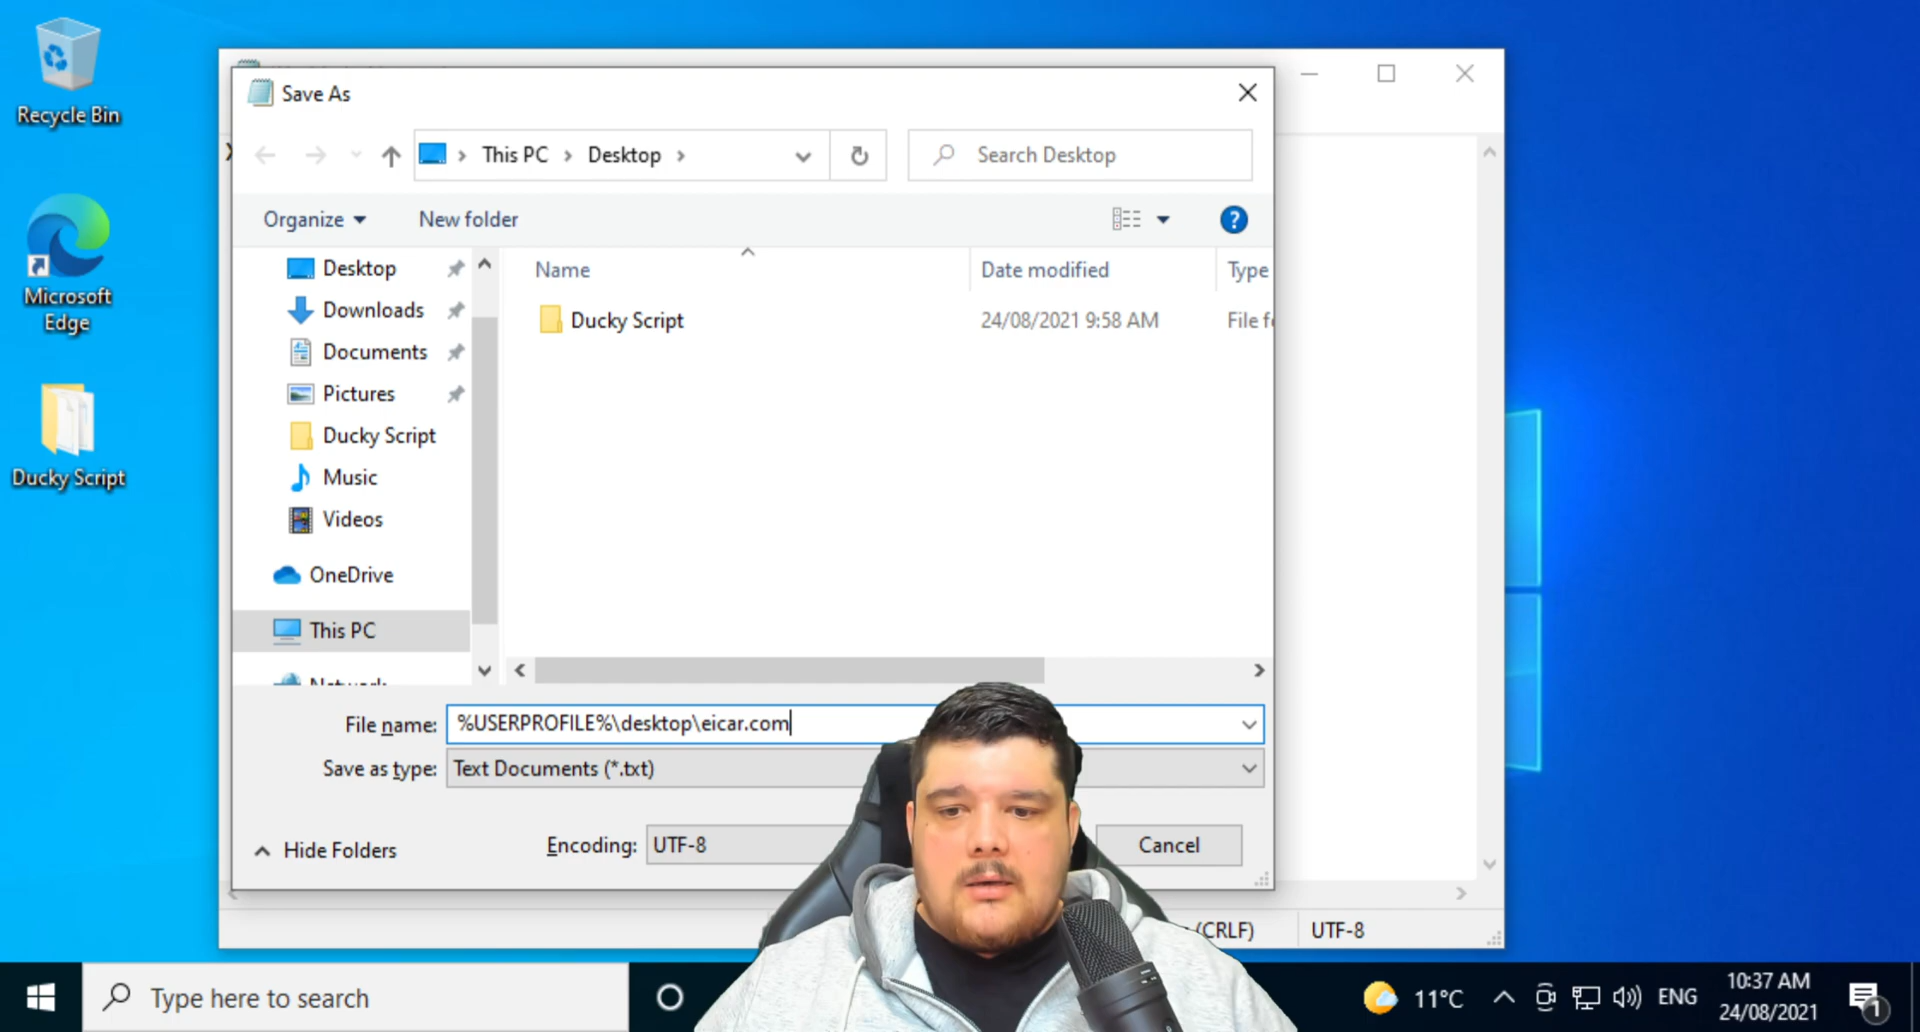 Recycle Bin
Microsoft
Edge
Ducky Script
Save As
This PC
Desktop
Search Desktop
Organize
New folder
Desktop
Downloads
Documents
Pictures
Ducky Script
Music
Videos
OneDrive
This PC
Network
Name
Date modified
Type
Ducky Script
24/08/2021 9:58 AM
File f
File name:
%USERPROFILE%\desktop\eicar.com
Save as type:
Text Documents (*.txt)
Hide Folders
Encoding:
UTF-8
Cancel
(CRLF)
UTF-8
Type here to search
11°C
ENG
10:37 AM
24/08/2021
1